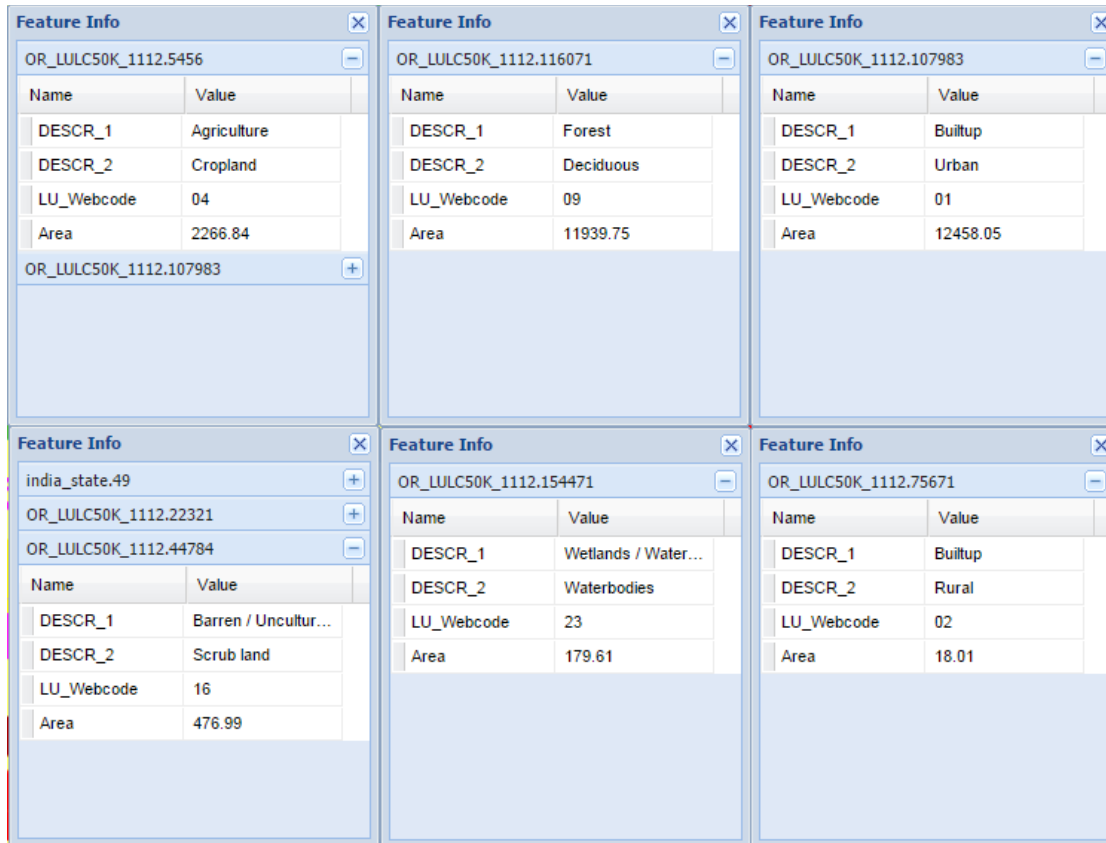 Feature Info
OR_LULC50K_1112.5456
Name Value
DESCR_1 Agriculture
DESCR_2 Cropland
LU_Webcode 04
Area 2266.84
OR_LULC50K_1112.107983
Feature Info
OR_LULC50K_1112.116071
Name Value
DESCR_1 Forest
DESCR_2 Deciduous
LU_Webcode 09
Area 11939.75
Feature Info
OR_LULC50K_1112.107983
Name Value
DESCR_1 Builtup
DESCR_2 Urban
LU_Webcode 01
Area 12458.05
Feature Info
india_state.49
OR_LULC50K_1112.22321
OR_LULC50K_1112.44784
Name Value
DESCR_1 Barren / Uncultur...
DESCR_2 Scrub land
LU_Webcode 16
Area 476.99
Feature Info
OR_LULC50K_1112.154471
Name Value
DESCR_1 Wetlands / Water...
DESCR_2 Waterbodies
LU_Webcode 23
Area 179.61
Feature Info
OR_LULC50K_1112.75671
Name Value
DESCR_1 Builtup
DESCR_2 Rural
LU_Webcode 02
Area 18.01